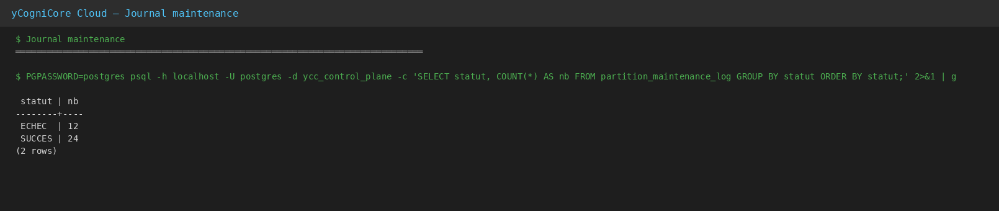 yCogniCore Cloud — Journal maintenance
$ Journal maintenance
══════════════════════════════════════════════════════════════════════════════
$ PGPASSWORD=postgres psql -h localhost -U postgres -d ycc_control_plane -c 'SELECT statut, COUNT(*) AS nb FROM partition_maintenance_log GROUP BY statut ORDER BY statut;' 2>&1 | g
statut | nb
--------+----
ECHEC  | 12
SUCCES | 24
(2 rows)